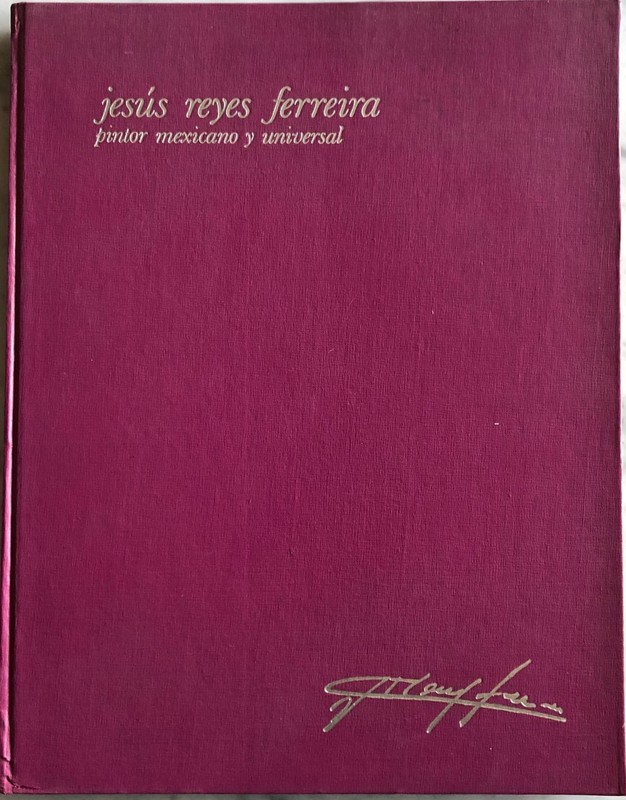 jesús reyes ferreira
pintor mexicano y universal